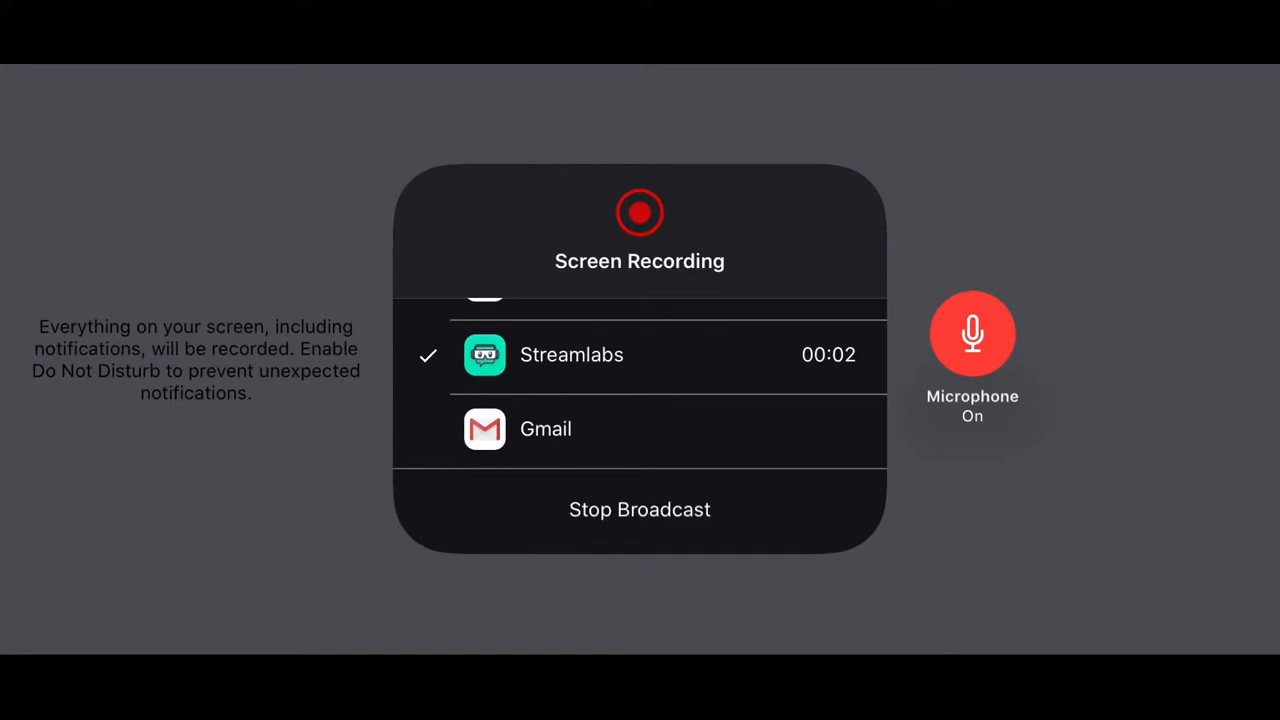 Screen Recording
Everything on your screen, including
notifications, will be recorded. Enable
Do Not Disturb to prevent unexpected
notifications.
Streamlabs 00:02
Gmail
Stop Broadcast
Microphone
On